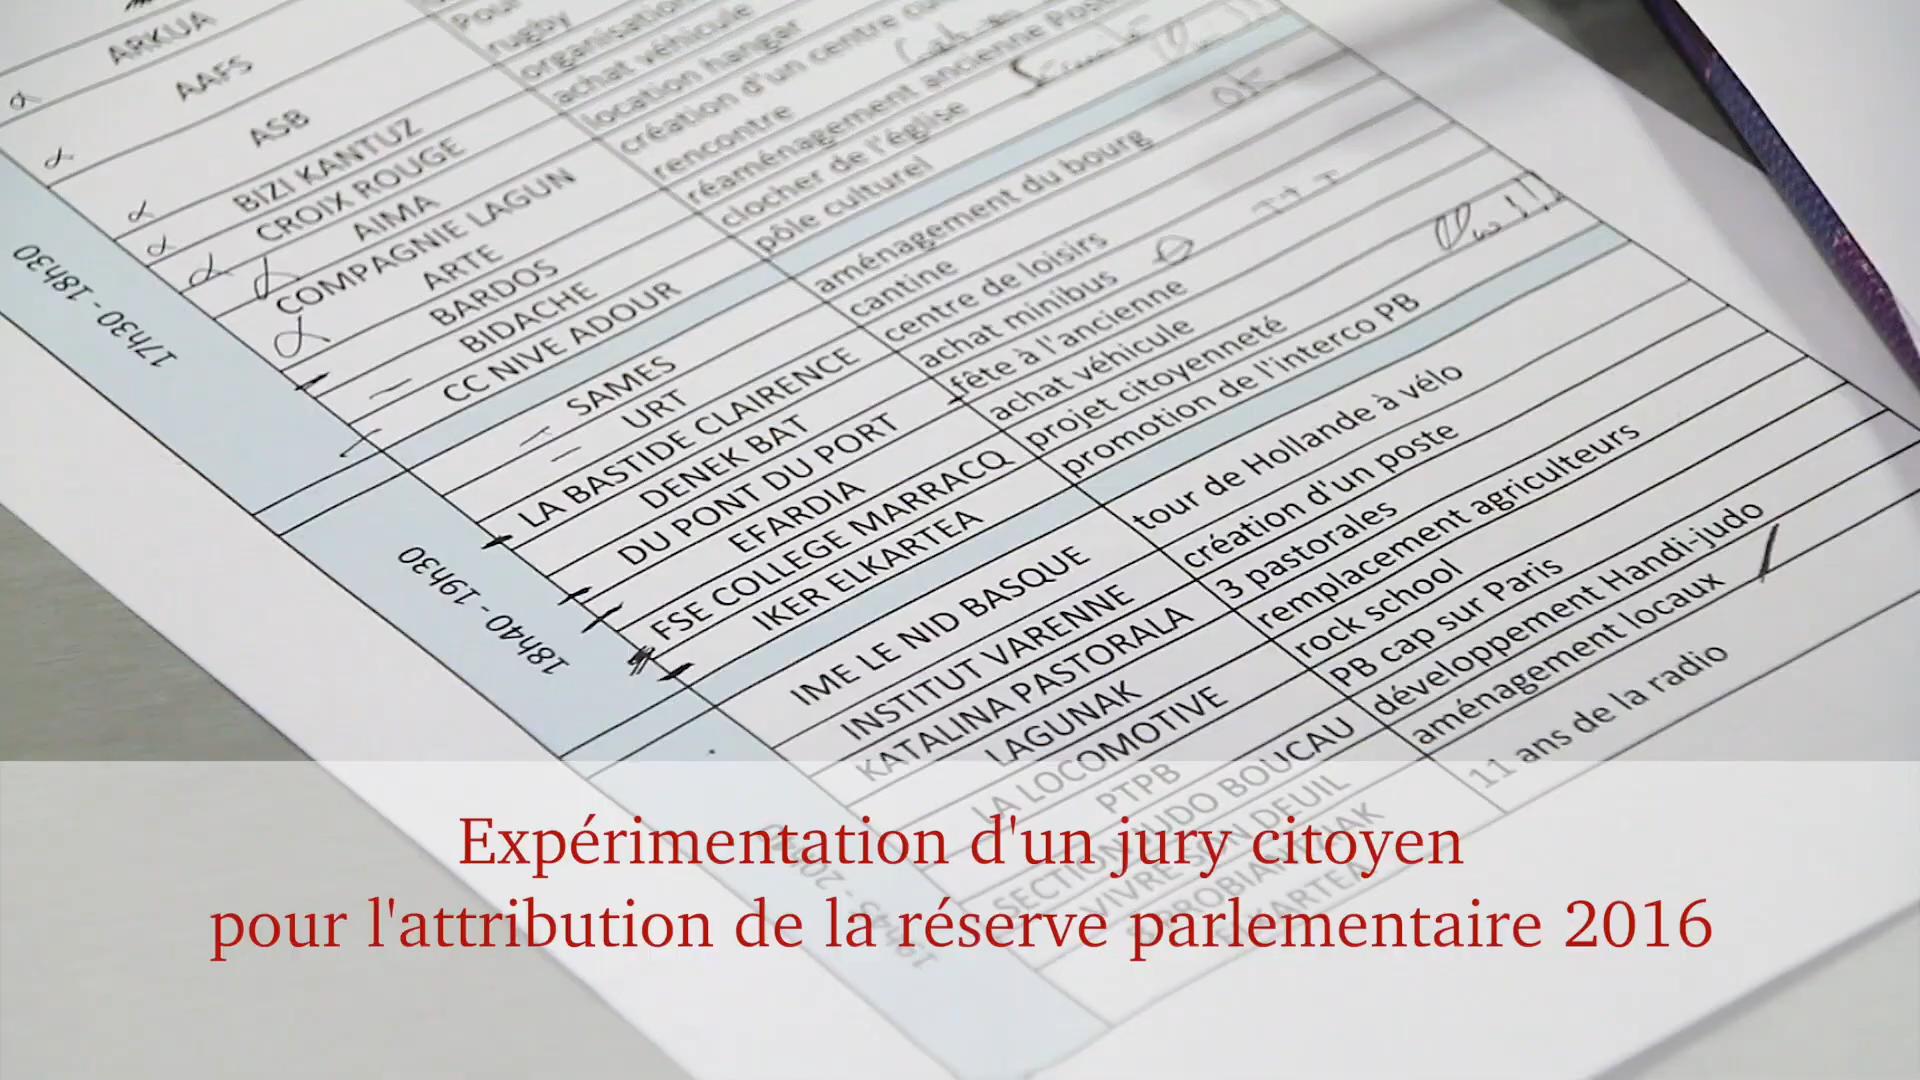 ARKUA
AAFS
ASB
BIZI KANTUZ
CROIX ROUGE
AIMA
COMPAGNIE LAGUN
ARTE
BARDOS
BIDACHE
CC NIVE ADOUR
SAMES
URT
LA BASTIDE CLAIRENCE
DENEK BAT
DU PONT DU PORT
EFARDIA
FSE COLLEGE MARRACQ
IKER ELKARTEA
IME LE NID BASQUE
INSTITUT VARENNE
KATALINA PASTORALA
LAGUNAK
LA LOCOMOTIVE
PTPB
SECTION JUDO BOUCAU
VIVRE SON DEUIL
Pour
rugby
organisation
achat véhicule
location hangar
création d'un centre
rencontre
réaménagement ancienne Poste
clocher de l'église
pôle culturel
aménagement du bourg
OK
cantine
centre de loisirs
achat minibus
fête à l'ancienne
achat véhicule
projet citoyenneté
promotion de l'interco PB
tour de Hollande à vélo
création d'un poste
3 pastorales
remplacement agriculteurs
rock school
PB cap sur Paris
développement Handi-judo
aménagement locaux
11 ans de la radio
17h30 - 18h30
18h40 - 19h30
Expérimentation d'un jury citoyen
pour l'attribution de la réserve parlementaire 2016